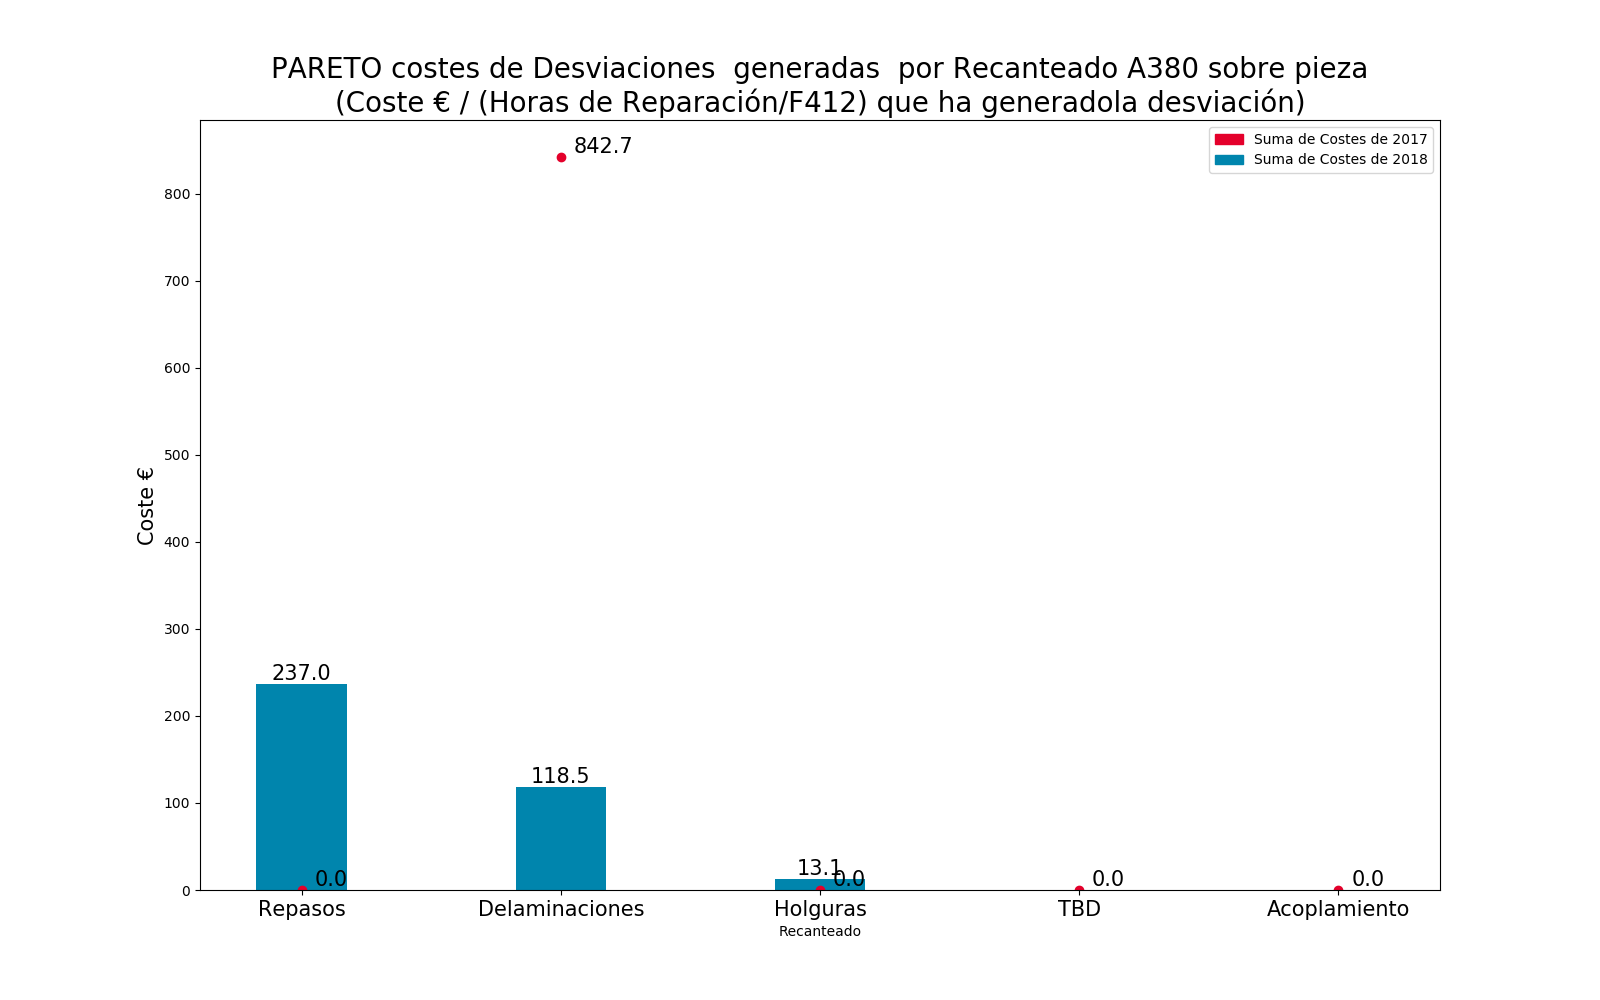 PARETO costes de Desviaciones  generadas  por Recanteado A380 sobre pieza
(Coste € / (Horas de Reparación/F412) que ha generadola desviación)
Suma de Costes de 2017
Suma de Costes de 2018
842.7
800
700
600
500
400
300
200
100
0
Coste €
237.0
0.0
118.5
13.1
0.0
0.0
0.0
Repasos
Delaminaciones
Holguras
TBD
Acoplamiento
Recanteado